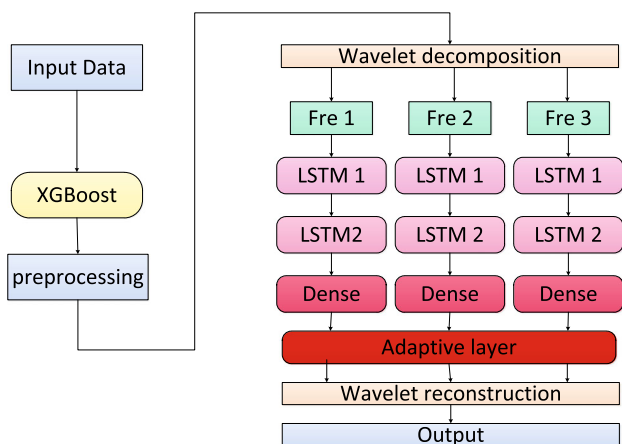 Input Data
XGBoost
preprocessing
Wavelet decomposition
Fre 1
Fre 2
Fre 3
LSTM 1
LSTM 1
LSTM 1
LSTM2
LSTM 2
LSTM 2
Dense
Dense
Dense
Adaptive layer
Wavelet reconstruction
Output